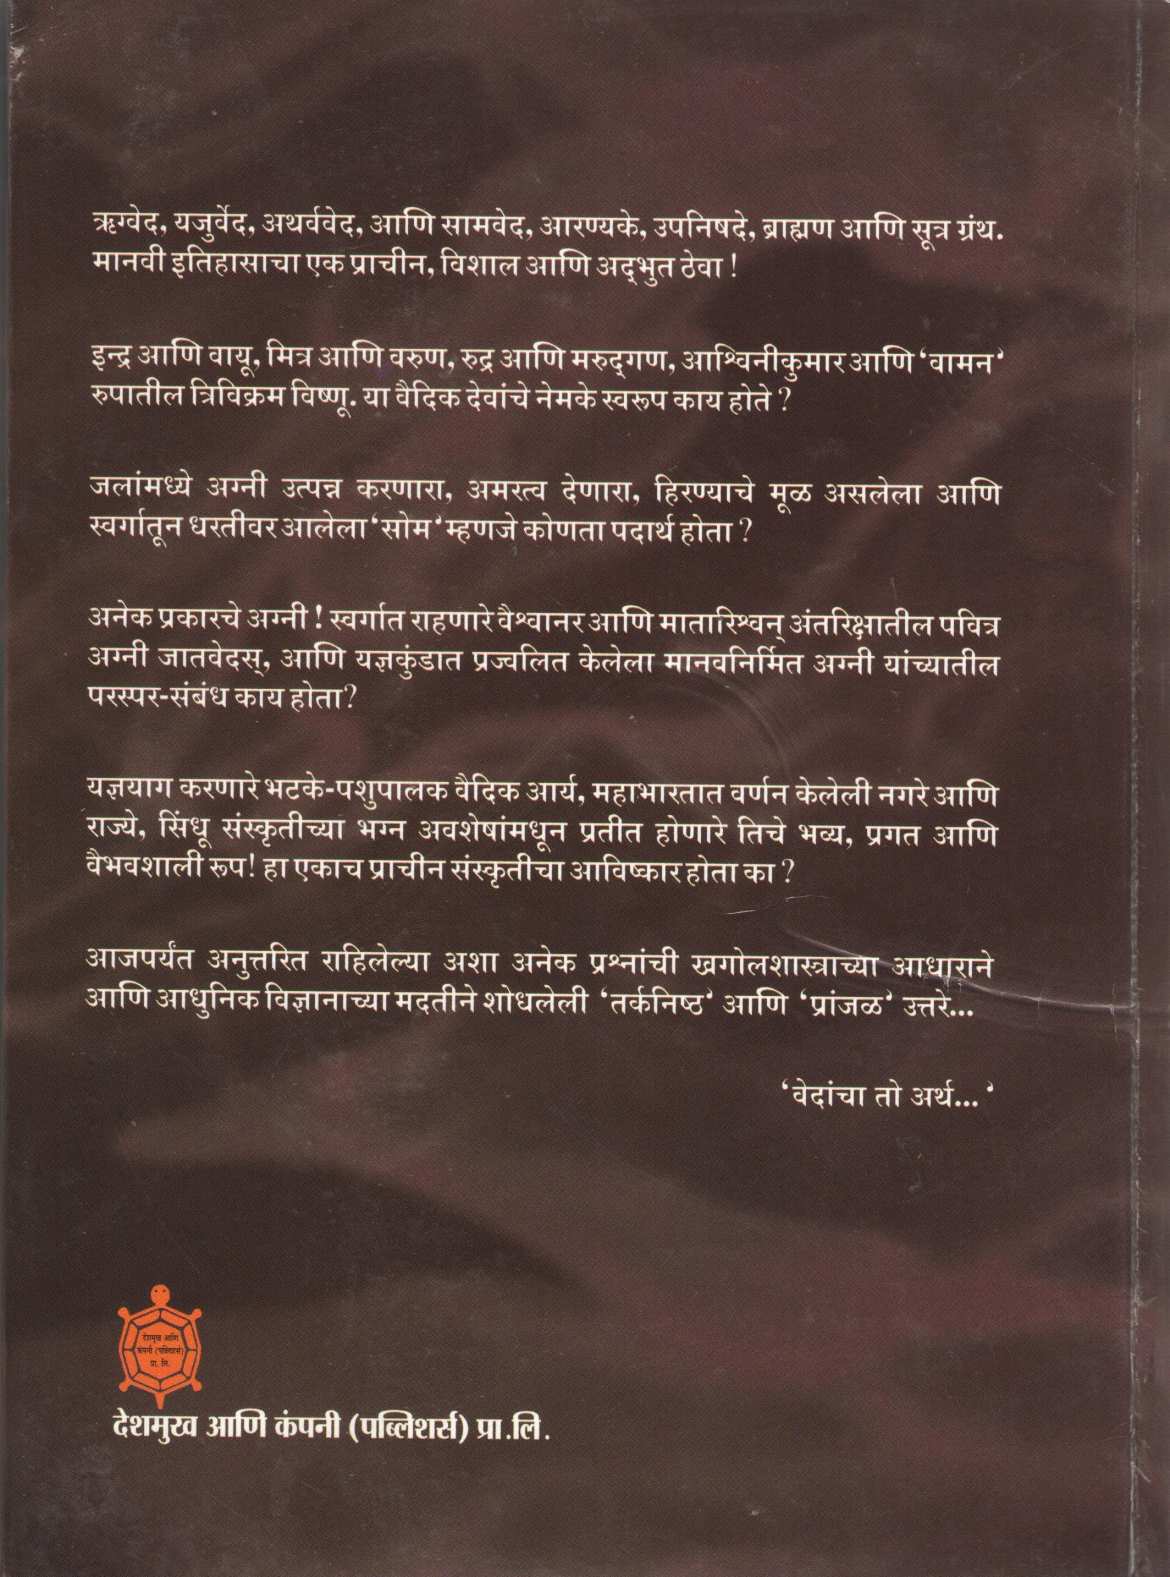 ऋग्वेद, यजुर्वेद, अथर्ववेद, आणि सामवेद, आरण्यके, उपनिषदे, ब्राह्मण आणि सूत्र ग्रंथ.
मानवी इतिहासाचा एक प्राचीन, विशाल आणि अद्‌भुत ठेवा !
इन्द्र आणि वायू, मित्र आणि वरुण, रुद्र आणि मरुद्‌गण, आश्विनीकुमार आणि ‘वामन’
रुपातील त्रिविक्रम विष्णू. या वैदिक देवांचे नेमके स्वरूप काय होते ?
जलांमध्ये अग्नी उत्पन्न करणारा, अमरत्व देणारा, हिरण्याचे मूळ असलेला आणि
स्वर्गातून धरतीवर आलेला ‘सोम‘ म्हणजे कोणता पदार्थ होता ?
अनेक प्रकारचे अग्नी ! स्वर्गात राहणारे वैश्वानर आणि मातारिश्वन् अंतरिक्षातील पवित्र
अग्नी जातवेदस्, आणि यज्ञकुंडात प्रज्वलित केलेला मानवनिर्मित अग्नी यांच्यातील
परस्पर-संबंध काय होता?
यज्ञयाग करणारे भटके-पशुपालक वैदिक आर्य, महाभारतात वर्णन केलेली नगरे आणि
राज्ये, सिंधू संस्कृतीच्या भग्न अवशेषांमधून प्रतीत होणारे तिचे भव्य, प्रगत आणि
वैभवशाली रूप! हा एकाच प्राचीन संस्कृतीचा आविष्कार होता का ?
आजपर्यंत अनुत्तरित राहिलेल्या अशा अनेक प्रश्नांची खगोलशास्त्राच्या आधाराने
आणि आधुनिक विज्ञानाच्या मदतीने शोधलेली ‘तर्कनिष्ठ’ आणि ‘प्रांजळ’ उत्तरे...
‘वेदांचा तो अर्थ... ’
देशमुख आणि
कंपनी (पब्लिशर्स)
प्रा. लि.
देशमुख आणि कंपनी (पब्लिशर्स) प्रा.लि.